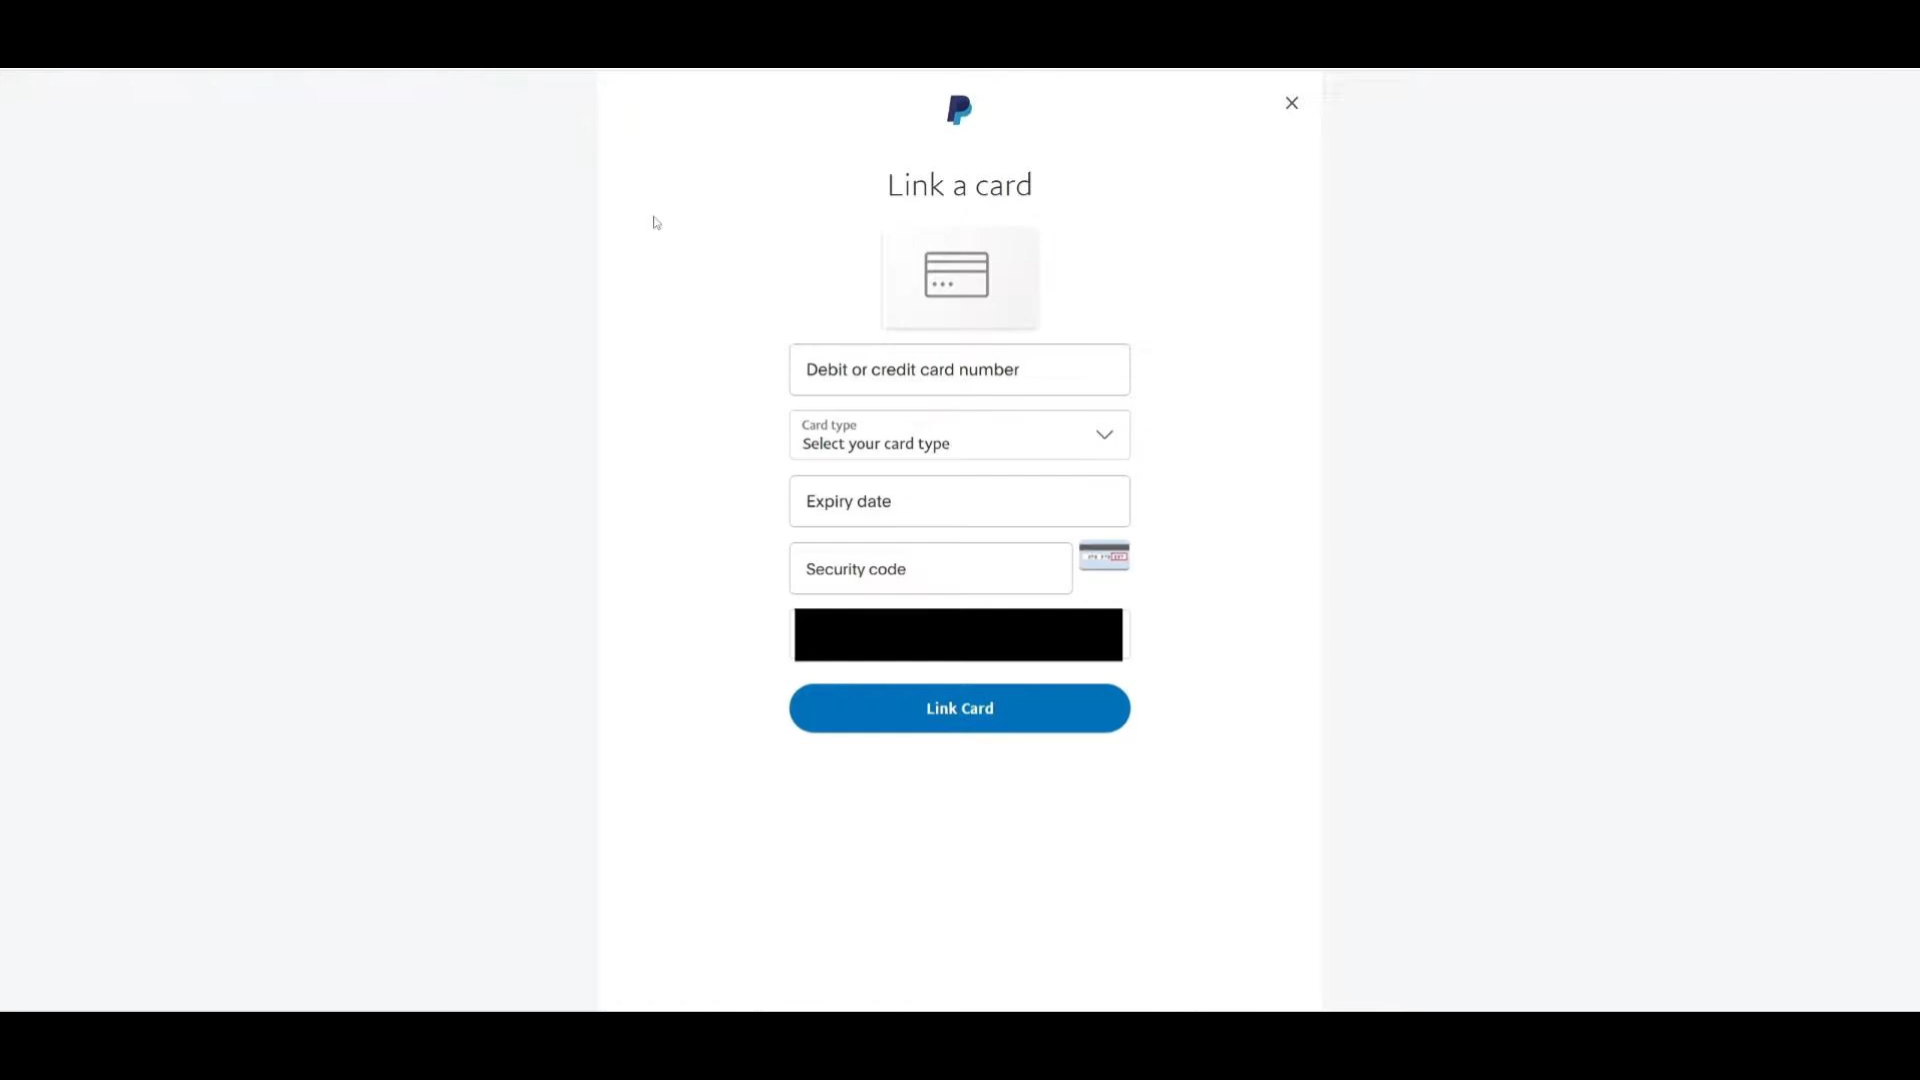 Link a card
Debit or credit card number
Card type
Select your card type
Expiry date
Security code
Link Card